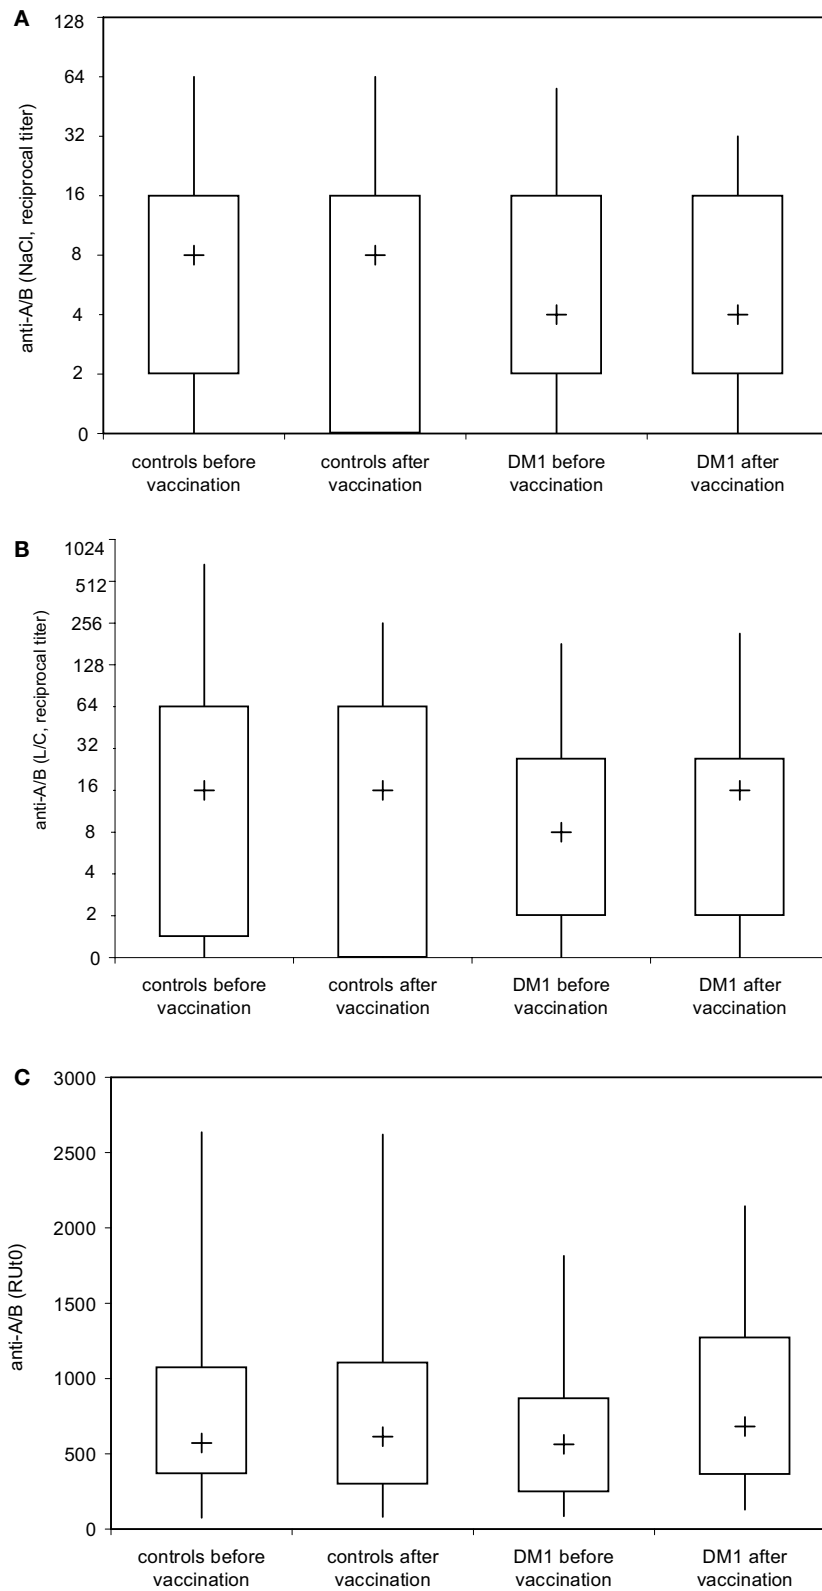 A
anti-A/B (NaCl, reciprocal titer)
128
64
32
16
8
4
2
0
controls before
vaccination
controls after
vaccination
DM1 before
vaccination
DM1 after
vaccination
B
anti-A/B (L/C, reciprocal titer)
1024
512
256
128
64
32
16
8
4
2
0
controls before
vaccination
controls after
vaccination
DM1 before
vaccination
DM1 after
vaccination
C
anti-A/B (RUt0)
3000
2500
2000
1500
1000
500
0
controls before
vaccination
controls after
vaccination
DM1 before
vaccination
DM1 after
vaccination